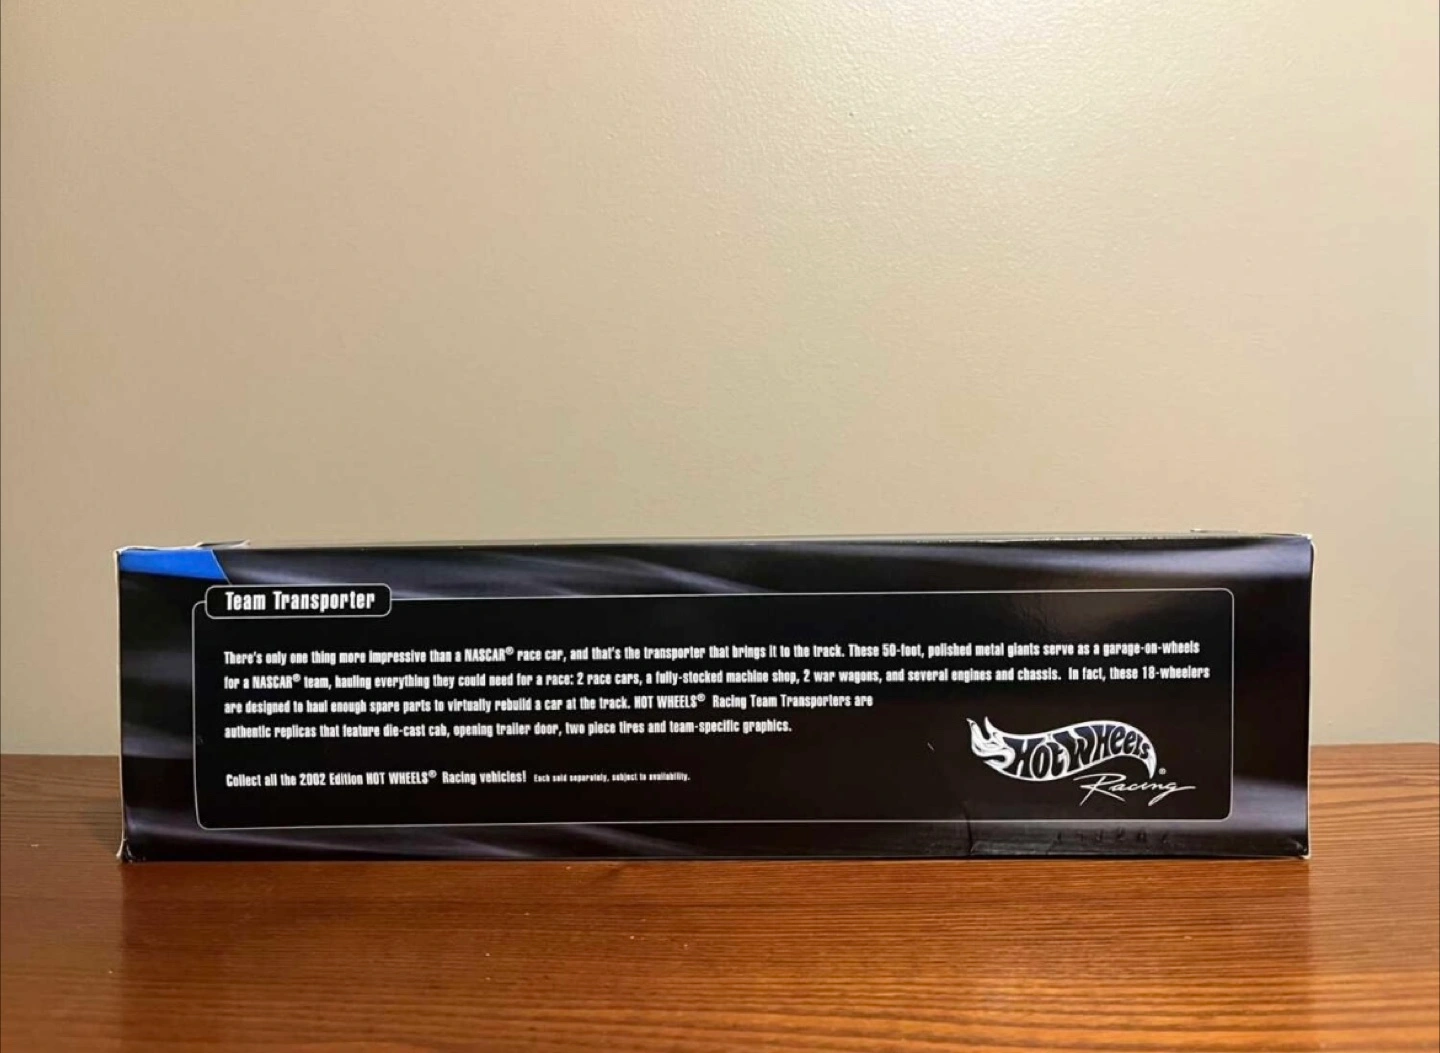 Team Transporter
There's only one thing more impressive than a NASCAR® race car, and that's the transporter that brings it to the track. These 50-foot, polished metal giants serve as a garage-on-wheels
for a NASCAR® team, hauling everything they could need for a race: 2 race cars, a fully-stocked machine shop, 2 war wagons, and several engines and chassis. In fact, these 18-wheelers
are designed to haul enough spare parts to virtually rebuild a car at the track. HOT WHEELS® Racing Team Transporters are
authentic replicas that feature die-cast cab, opening trailer door, two piece tires and team-specific graphics.
Collect all the 2002 Edition HOT WHEELS® Racing vehicles! Each sold separately, subject to availability.
HOT WHEELS®
Racing